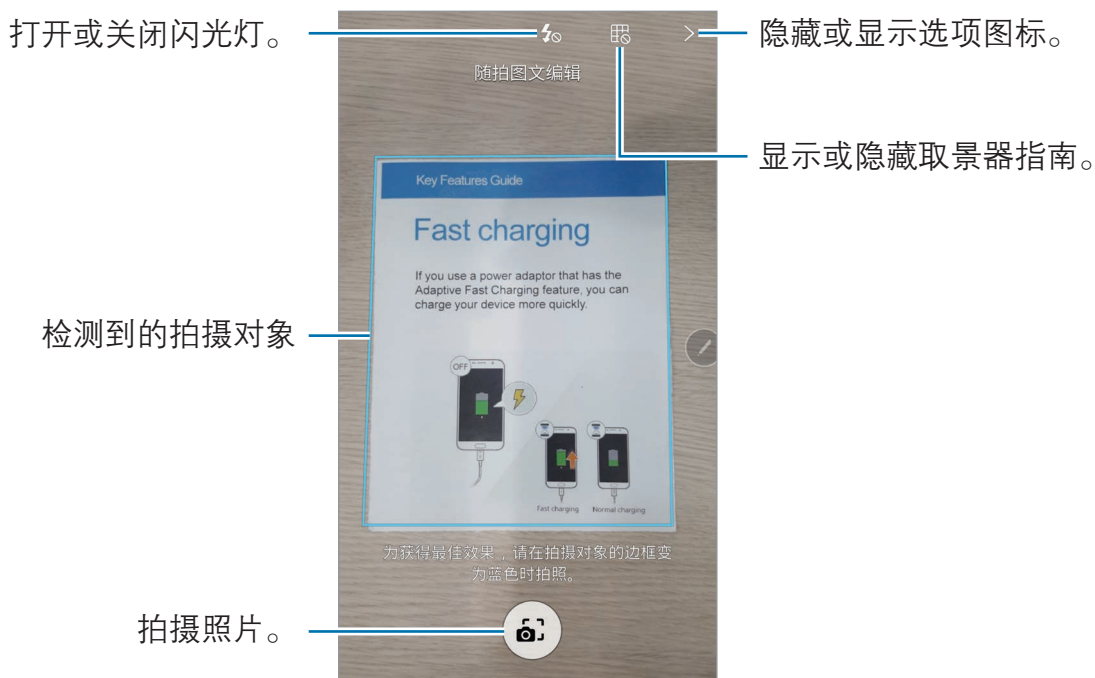 打开或关闭闪光灯。
隐藏或显示选项图标。
随拍图文编辑
显示或隐藏取景器指南。
Key Features Guide
Fast charging
If you use a power adaptor that has the
Adaptive Fast Charging feature, you can
charge your device more quickly.
检测到的拍摄对象
OFF
Fast charging
Normal charging
为获得最佳效果，请在拍摄对象的边框变
为蓝色时拍照。
拍摄照片。